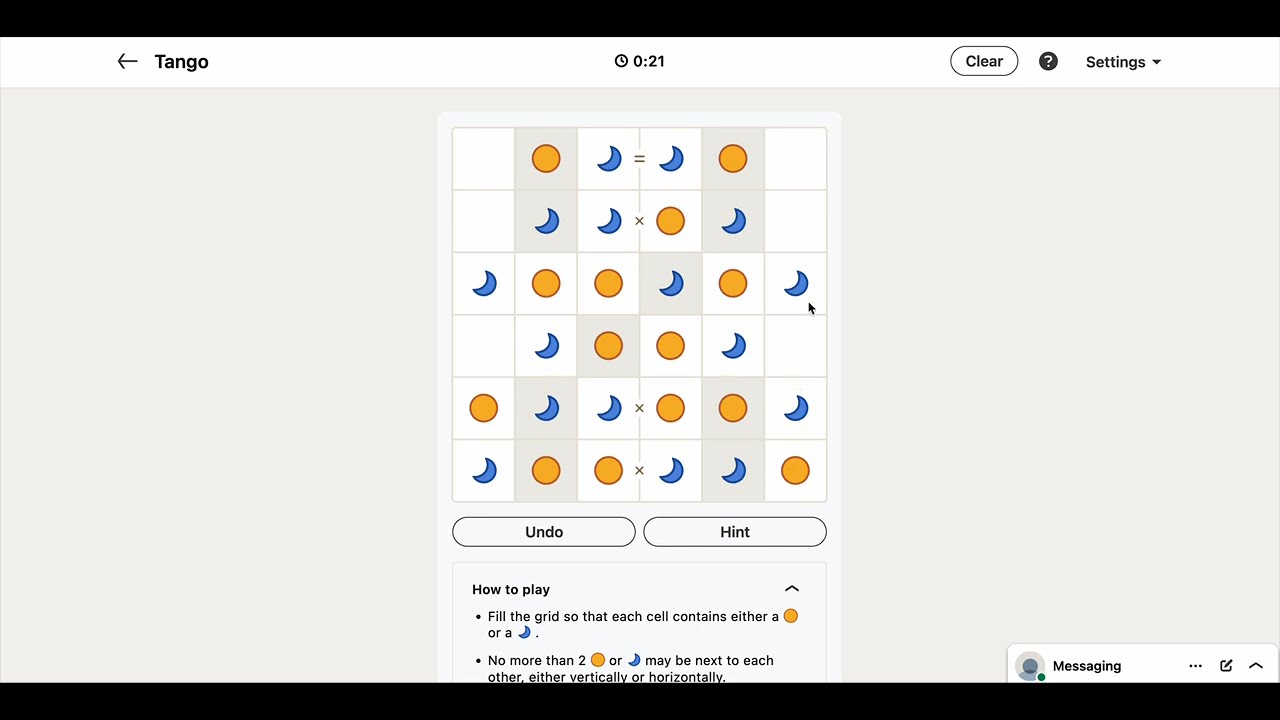 Tango
0:21
Clear
?
Settings
=
×
×
×
Undo
Hint
How to play
• Fill the grid so that each cell contains either a
or a .
• No more than 2 or may be next to each
other, either vertically or horizontally.
Messaging